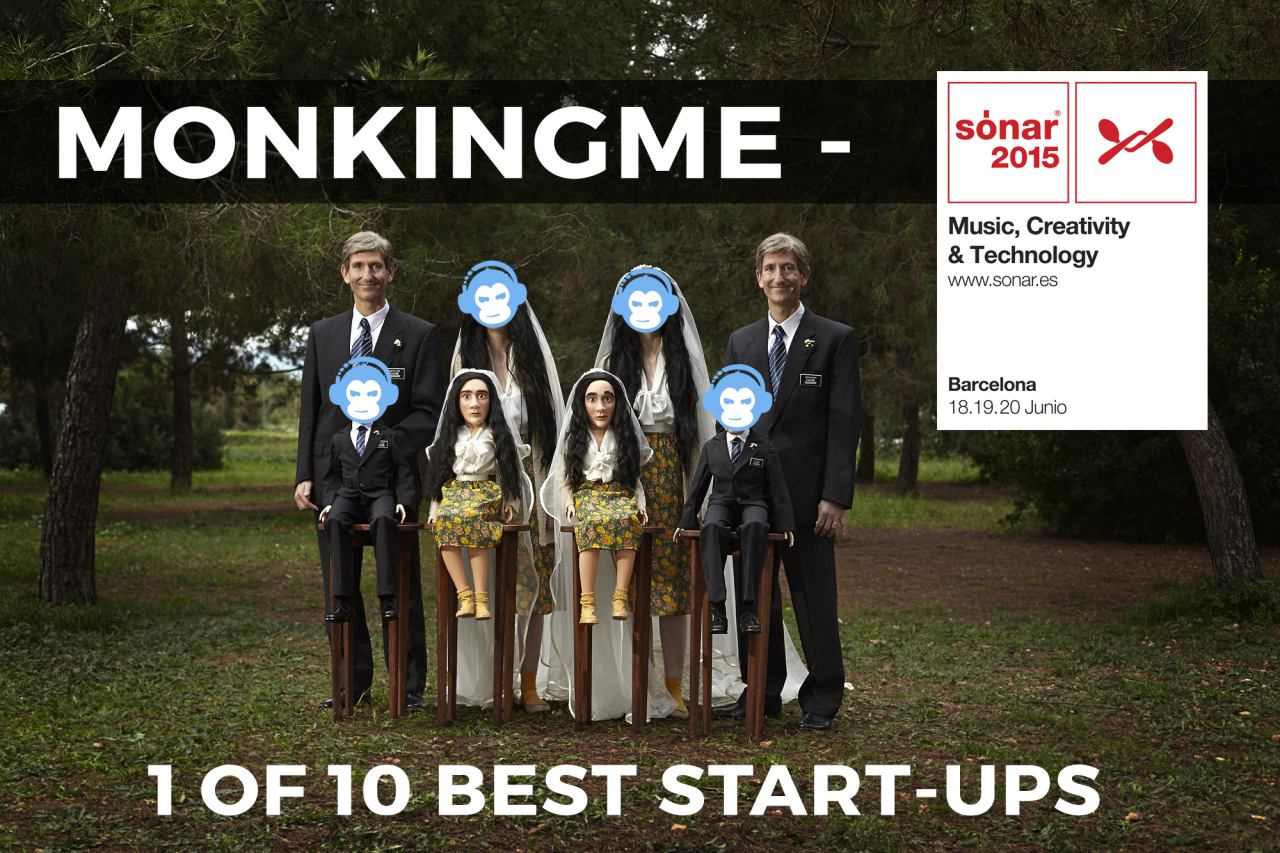 MONKINGME -
sónar®
2015
Music, Creativity
& Technology
www.sonar.es
Barcelona
18.19.20 Junio
1 OF 10 BEST START-UPS